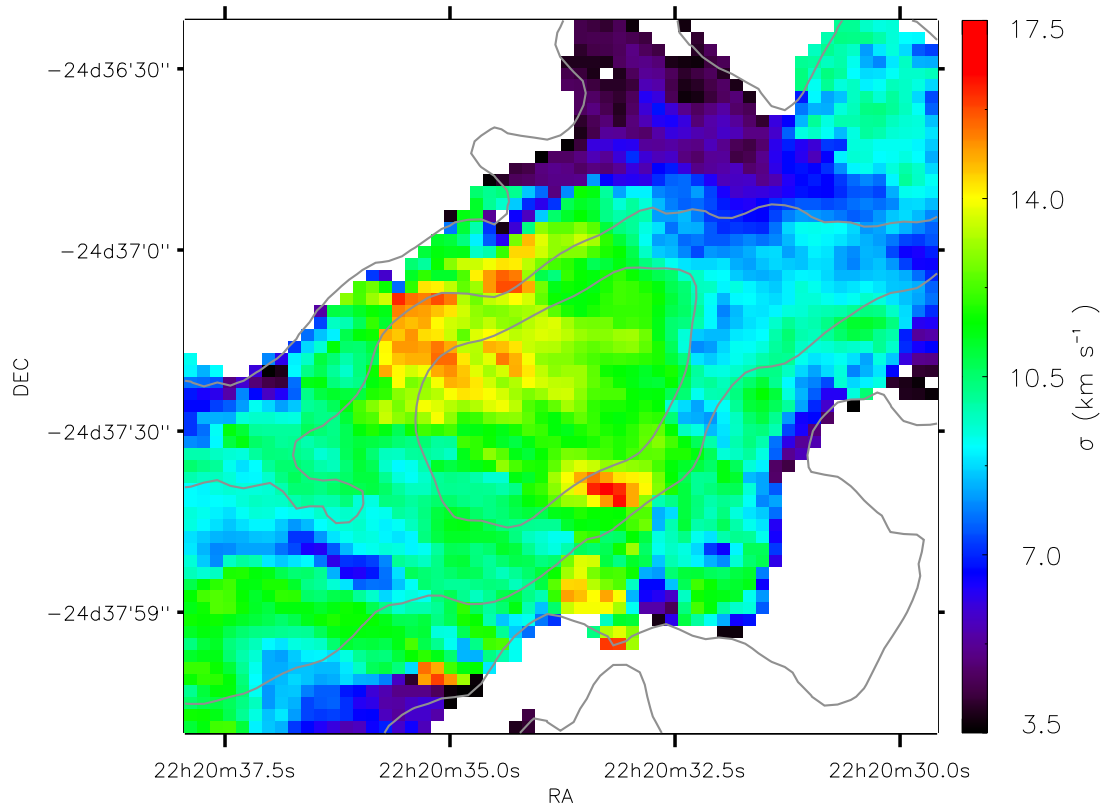 −24d36'30''
−24d37'0''
−24d37'30''
−24d37'59''
DEC
22h20m37.5s 22h20m35.0s 22h20m32.5s 22h20m30.0s
RA
17.5
14.0
10.5
7.0
3.5
σ (km s⁻¹ )